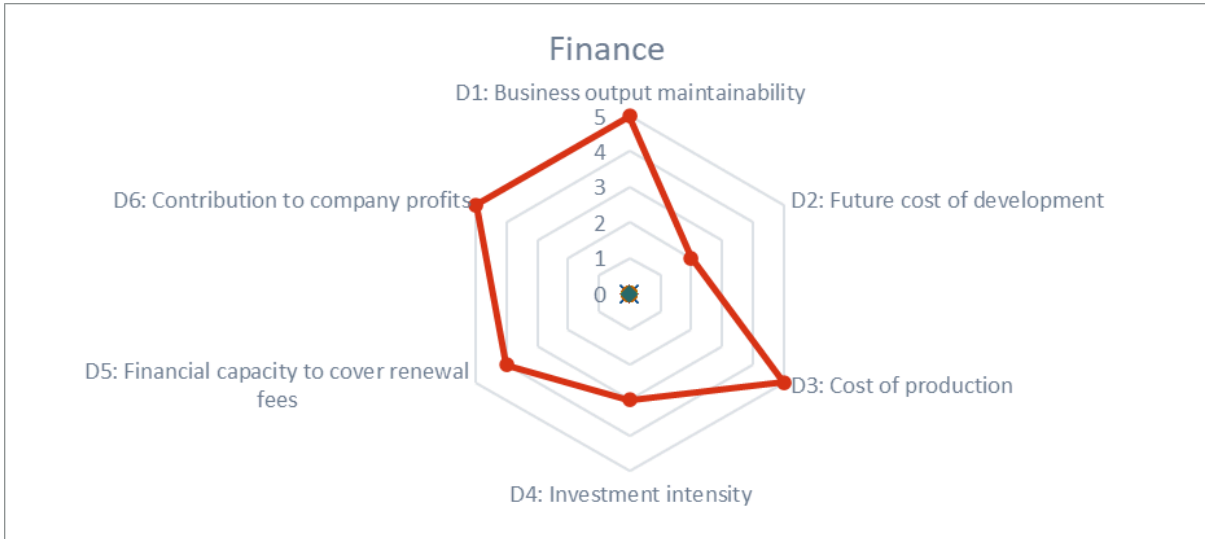 Finance
D1: Business output maintainability
5
4
3
2
1
0
D2: Future cost of development
D3: Cost of production
D4: Investment intensity
D5: Financial capacity to cover renewal
fees
D6: Contribution to company profits